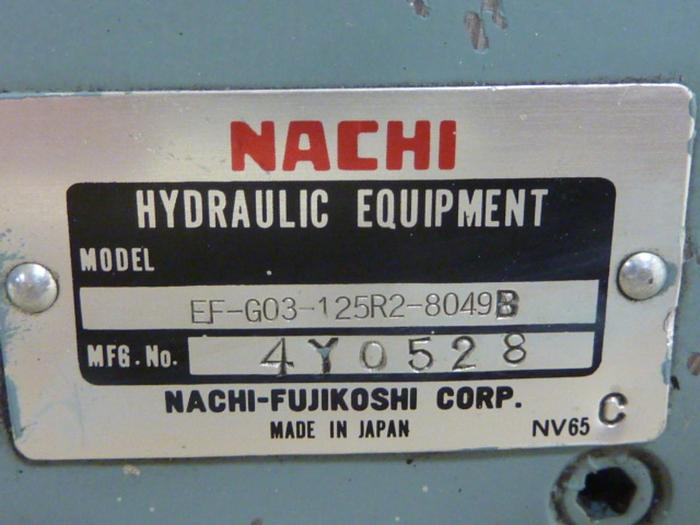 NACHI
HYDRAULIC EQUIPMENT
MODEL
EF-G03-125R2-8049B
MFG.No. 4Y0528
NACHI-FUJIKOSHI CORP.
MADE IN JAPAN NV65 C